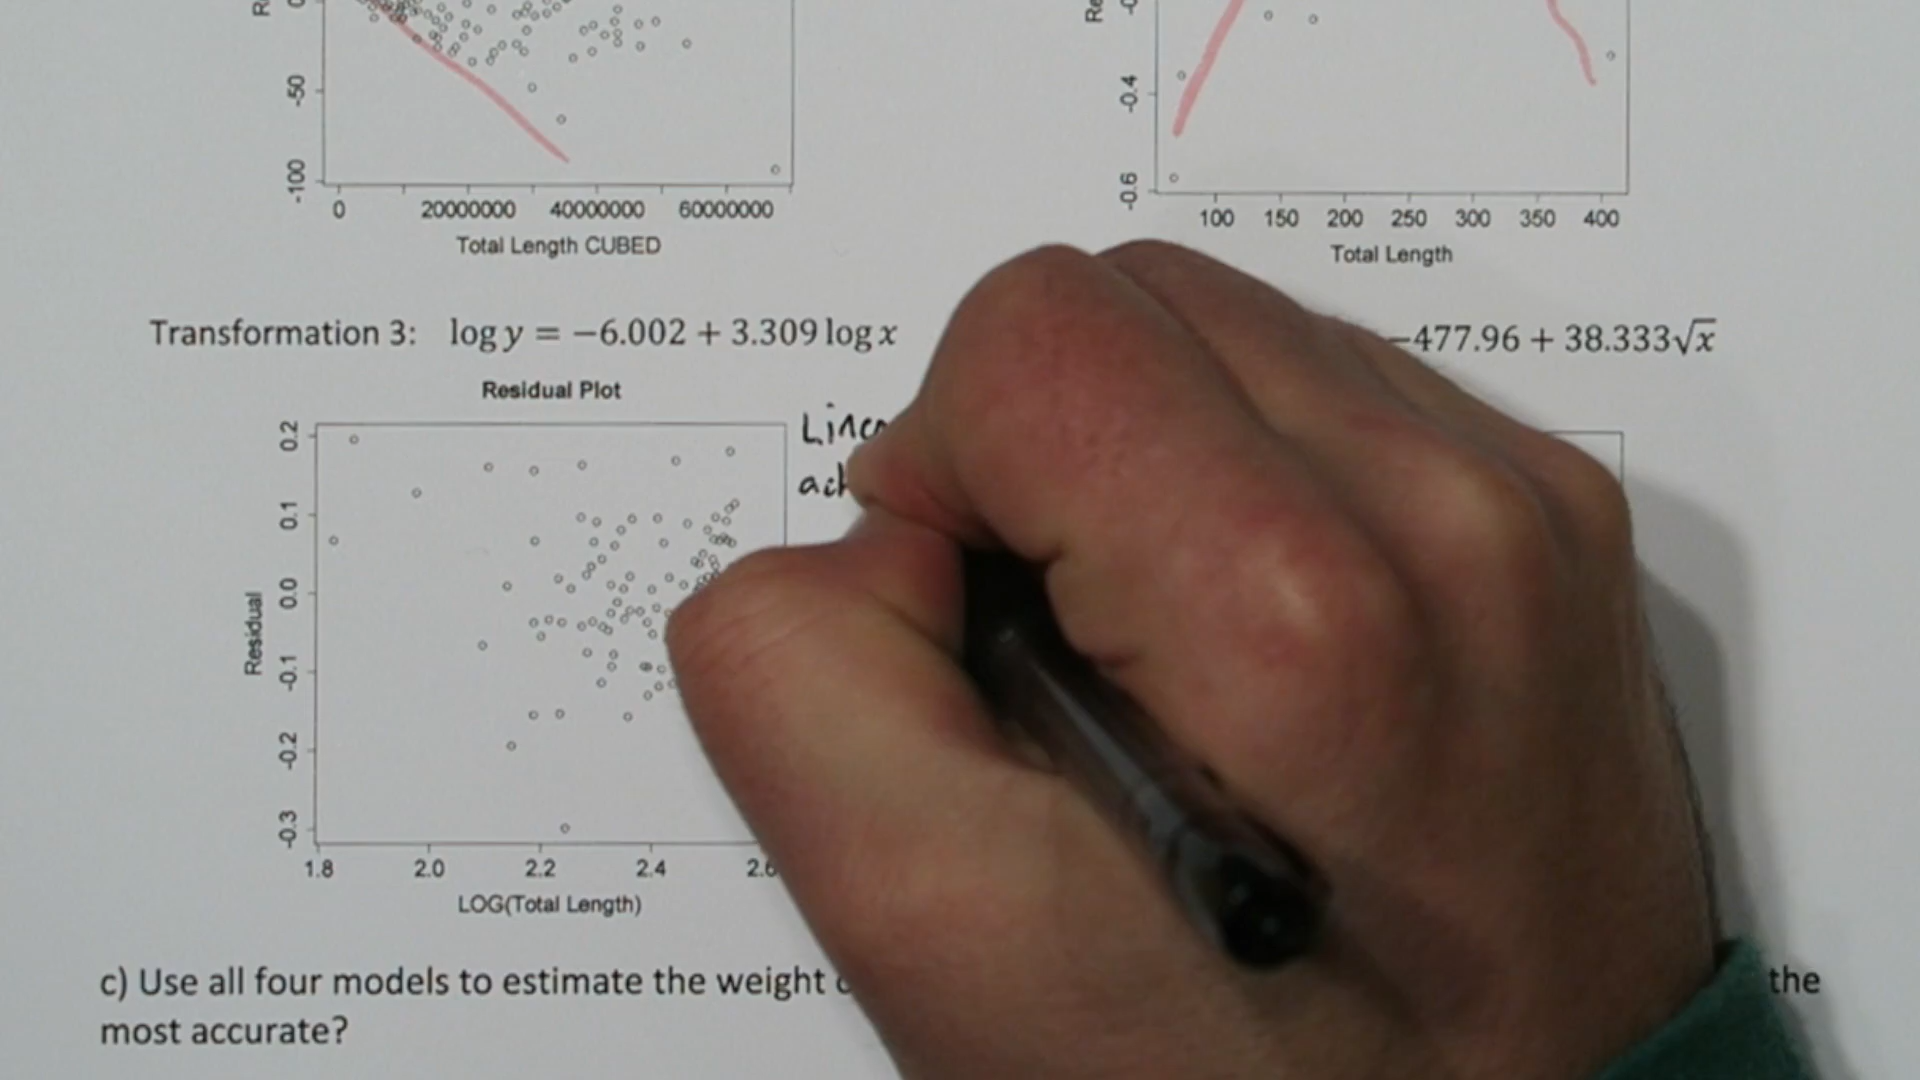 -50
-100
0 20000000 40000000 60000000
Total Length CUBED
-0.4
-0.6
100 150 200 250 300 350 400
Total Length
Transformation 3: log y = −6.002 + 3.309 log x
−477.96 + 38.333√x
Residual Plot
Residual
0.2
0.1
0.0
-0.1
-0.2
-0.3
1.8 2.0 2.2 2.4
LOG(Total Length)
c) Use all four models to estimate the weight
the
most accurate?